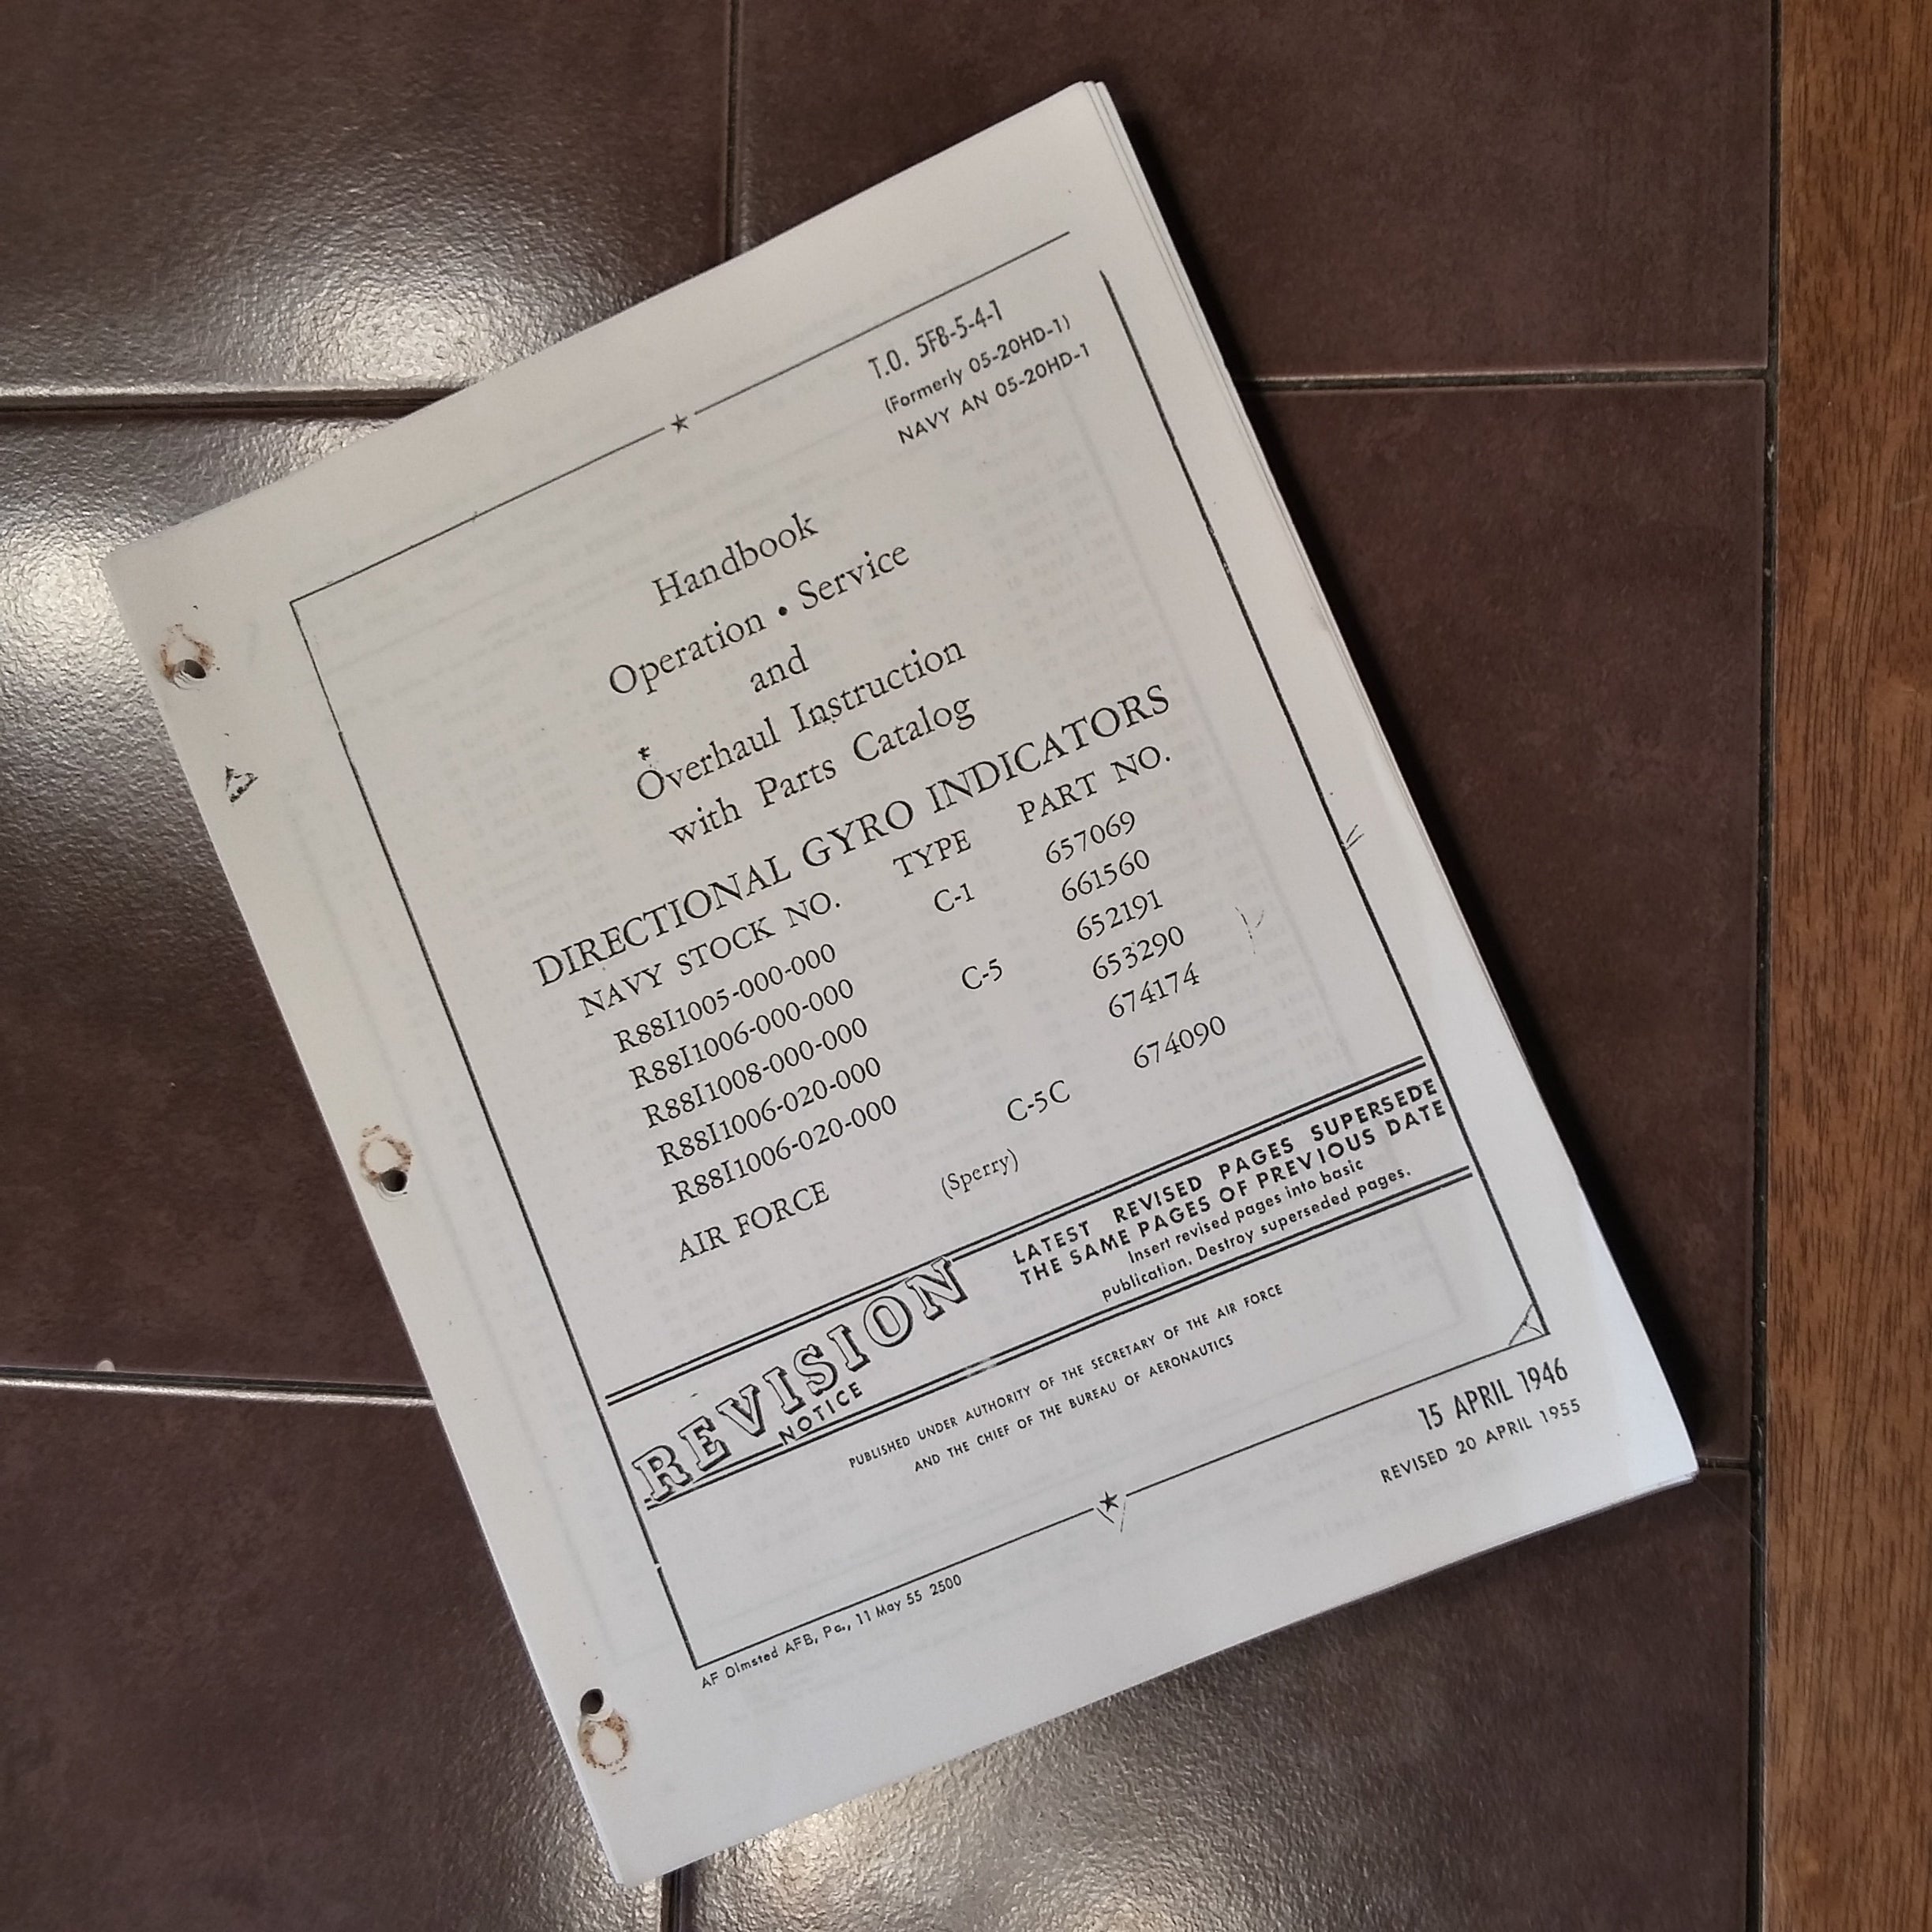 T.O. 5F8-5-4-1
(Formerly 05-20HD-1)
NAVY AN 05-20HD-1
Handbook
Operation • Service
and
Overhaul Instruction
with Parts Catalog
DIRECTIONAL GYRO INDICATORS
NAVY STOCK NO. TYPE PART NO.
R88I1005-000-000 C-1 657069
R88I1006-000-000 661560
R88I1008-000-000 C-5 652191
R88I1006-020-000 653290
R88I1006-020-000 674174
AIR FORCE C-5C 674090
(Sperry)
REVISION
NOTICE
LATEST REVISED PAGES SUPERSEDE
THE SAME PAGES OF PREVIOUS DATE
Insert revised pages into basic
publication. Destroy superseded pages.
PUBLISHED UNDER AUTHORITY OF THE SECRETARY OF THE AIR FORCE
AND THE CHIEF OF THE BUREAU OF AERONAUTICS
AF Olmsted AFB, Pa., 11 May 55 2500
15 APRIL 1946
REVISED 20 APRIL 1955